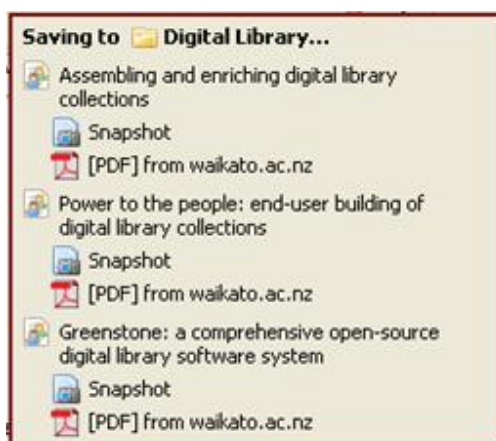 Saving to Digital Library...
Assembling and enriching digital library
collections
Snapshot
[PDF] from waikato.ac.nz
Power to the people: end-user building of
digital library collections
Snapshot
[PDF] from waikato.ac.nz
Greenstone: a comprehensive open-source
digital library software system
Snapshot
[PDF] from waikato.ac.nz